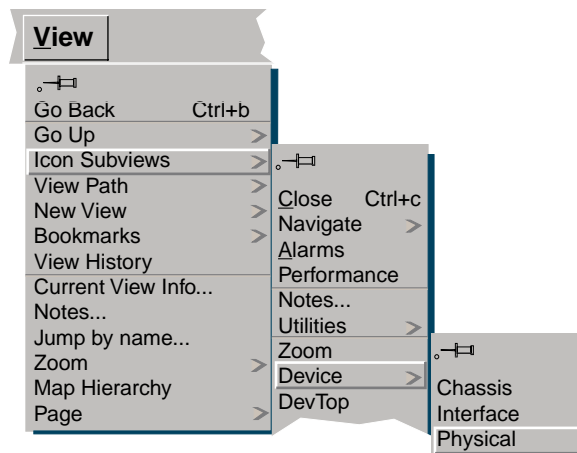 View
Go Back Ctrl+b
Go Up
Icon Subviews
View Path
New View
Bookmarks
View History
Current View Info...
Notes...
Jump by name...
Zoom
Map Hierarchy
Page
Close Ctrl+c
Navigate
Alarms
Performance
Notes...
Utilities
Zoom
Device
DevTop
Chassis
Interface
Physical